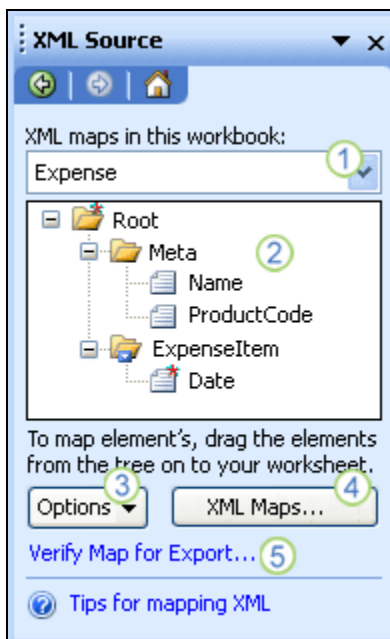 XML Source
XML maps in this workbook:
Expense
1
Root
Meta
2
Name
ProductCode
ExpenseItem
Date
To map element's, drag the elements
from the tree on to your worksheet.
3
4
Options
XML Maps...
Verify Map for Export... 5
Tips for mapping XML